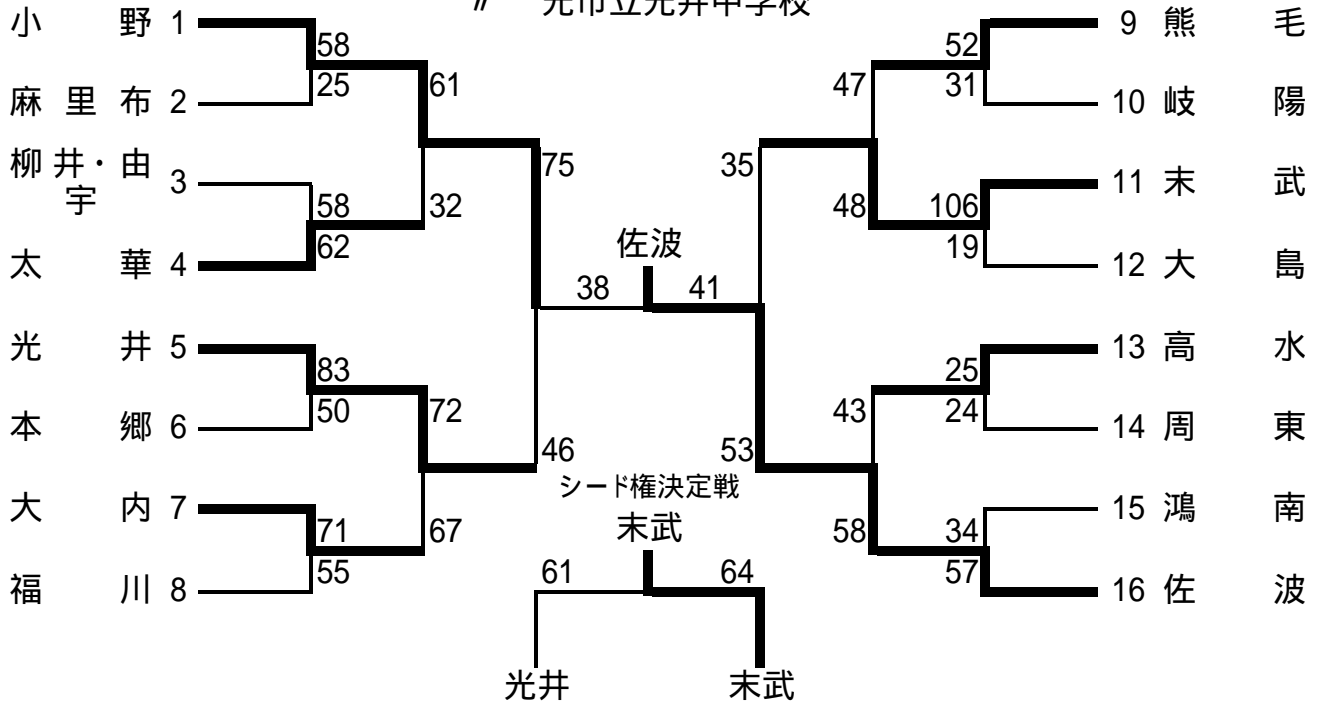 〃 光市立光井中学校
小野 1
58
麻里布 2
25
61
柳井・由宇 3
58
太華 4
62
32
75
光井 5
83
本郷 6
50
72
大内 7
71
福川 8
55
67
46
佐波
38 41
シード権決定戦
末武
61 64
光井 末武
9 熊毛
52
10 岐陽
31
47
11 末武
106
12 大島
19
48
35
13 高水
25
14 周東
24
43
15 鴻南
34
16 佐波
57
58
53